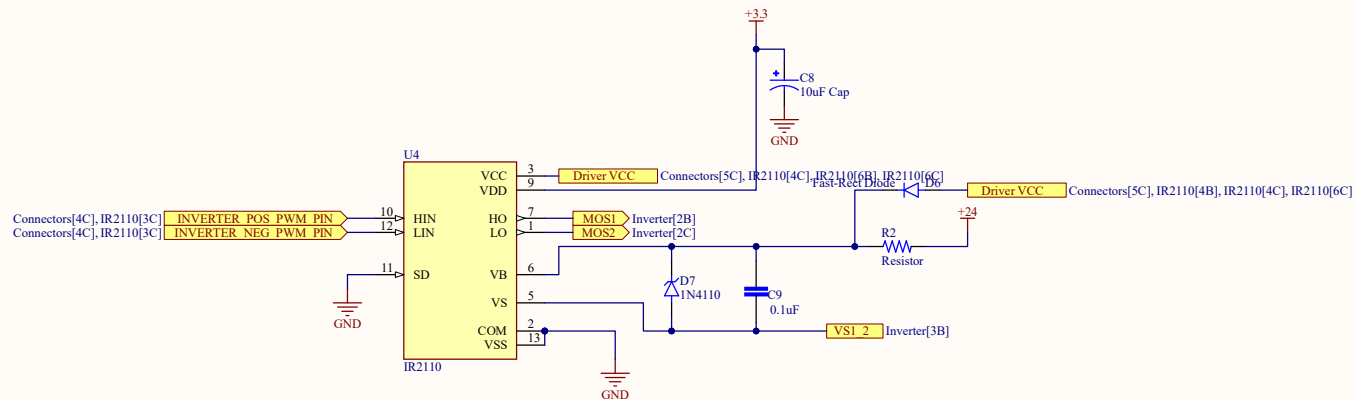 +3.3
C8
10uF Cap
GND
U4
VCC
3
Driver VCC
Connectors[5C], IR2110[4C], IR2110[6B], IR2110[6C]
VDD
9
Fast-Rect Diode
D6
Driver VCC
Connectors[5C], IR2110[4B], IR2110[4C], IR2110[6C]
Connectors[4C], IR2110[3C]
INVERTER_POS_PWM_PIN
10
HIN
HO
7
MOS1
Inverter[2B]
+24
Connectors[4C], IR2110[3C]
INVERTER_NEG_PWM_PIN
12
LIN
LO
1
MOS2
Inverter[2C]
R2
Resistor
11
SD
VB
6
D7
1N4110
C9
0.1uF
VS
5
GND
COM
2
VS1_2
Inverter[3B]
VSS
13
IR2110
GND